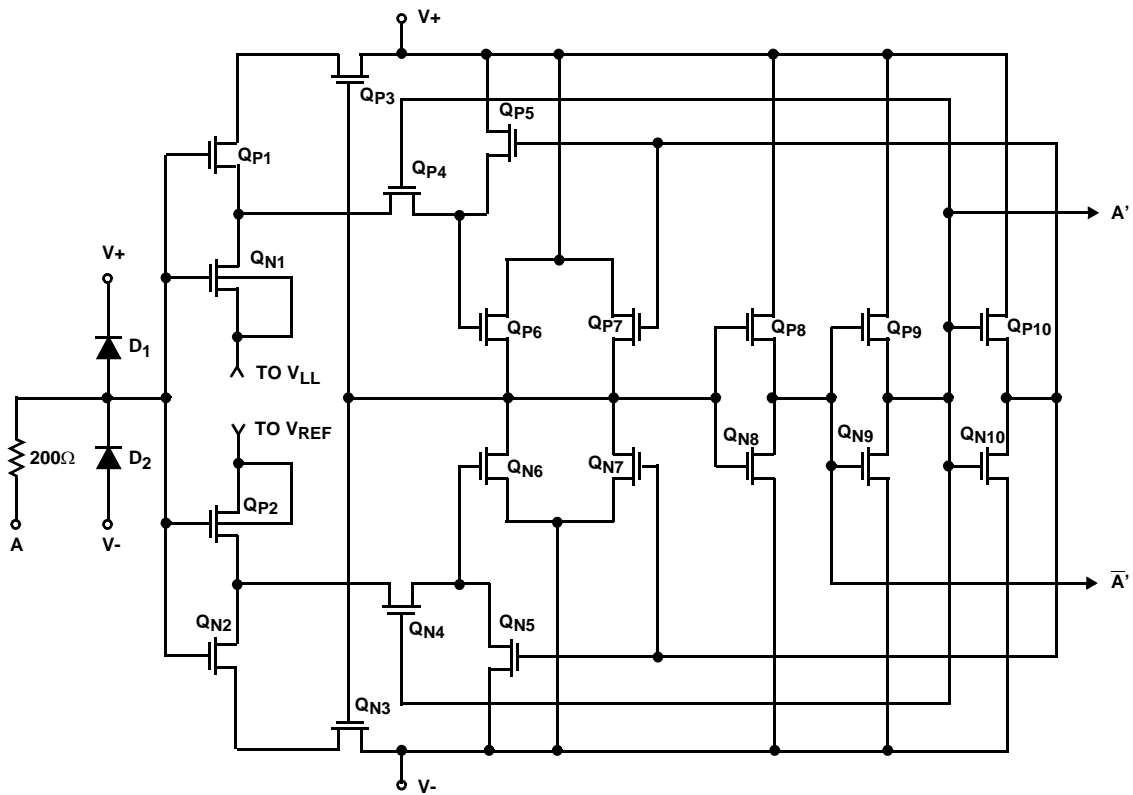 V+
QP3
QP5
QP1
QP4
A'
V+
QN1
QP6
QP7
QP8
QP9
QP10
D1
TO VLL
TO VREF
200Ω
D2
QN6
QN7
QN8
QN9
QN10
QP2
A
V-
A̅'
QN2
QN4
QN5
QN3
V-